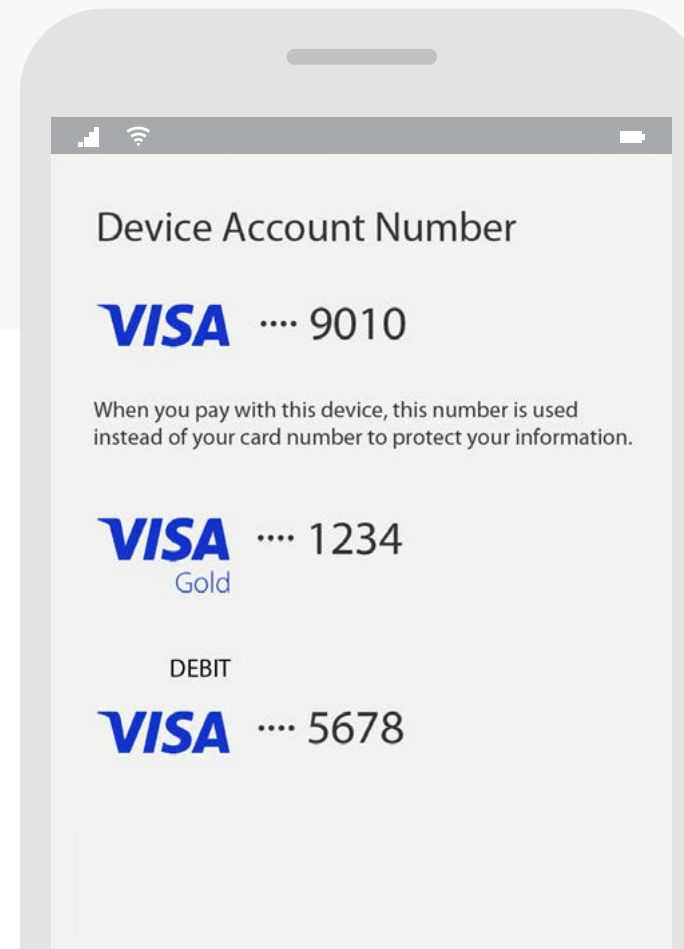 Device Account Number
VISA ···· 9010
When you pay with this device, this number is used
instead of your card number to protect your information.
VISA ···· 1234
Gold
DEBIT
VISA ···· 5678